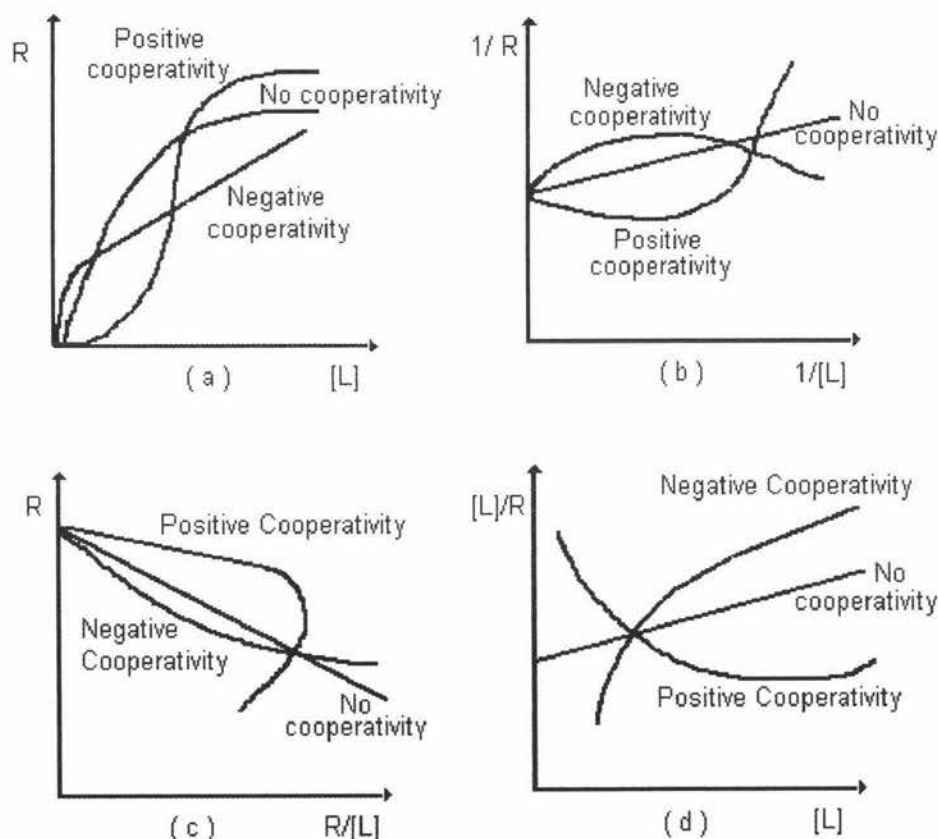 R
Positive
cooperativity
No cooperativity
Negative
cooperativity
( a )
[L]
1/ R
Negative
cooperativity
No
cooperativity
Positive
cooperativity
( b )
1/[L]
R
Positive Cooperativity
Negative
Cooperativity
No
cooperativity
( c )
R/[L]
[L]/R
Negative Cooperativity
No
cooperativity
Positive Cooperativity
( d )
[L]